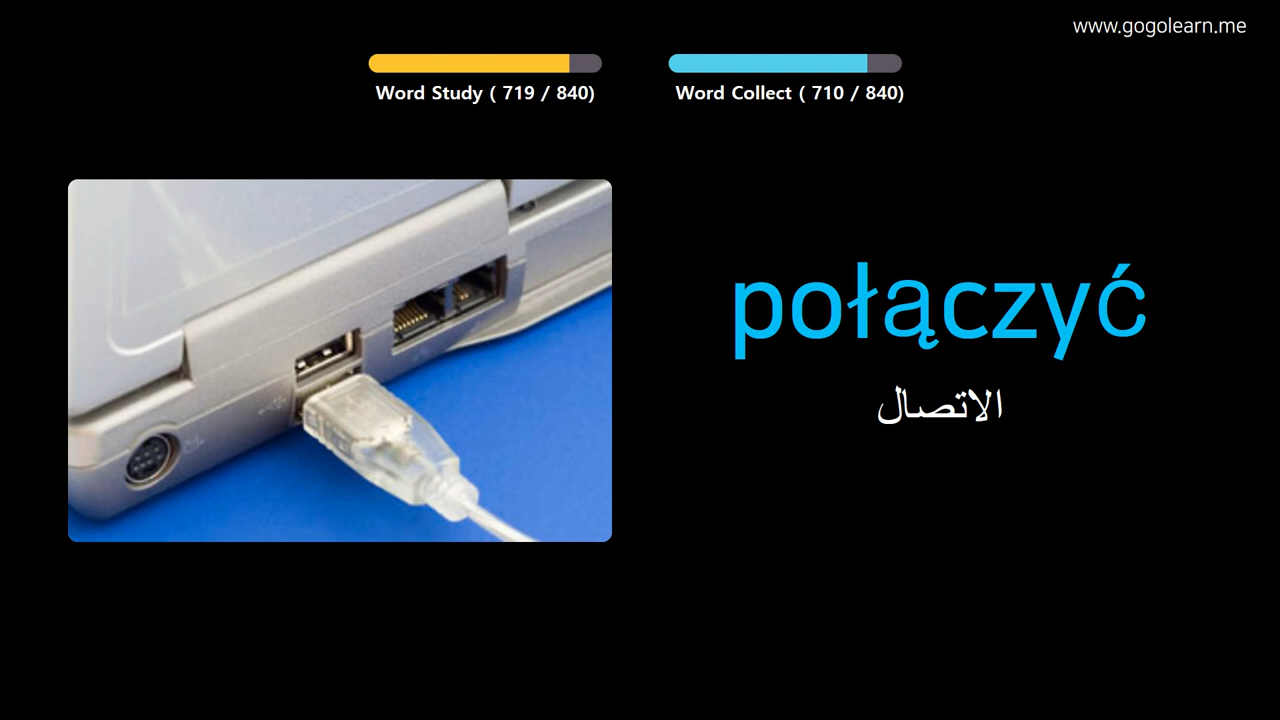 www.gogolearn.me
Word Study ( 719 / 840)
Word Collect ( 710 / 840)
połączyć
الاتصال